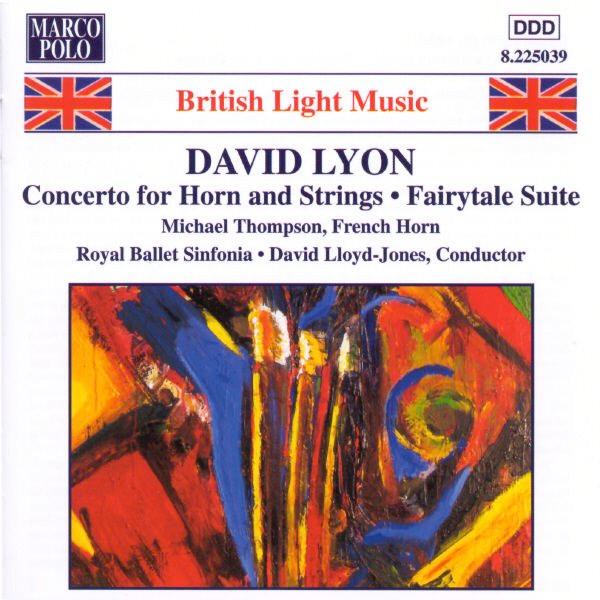 MARCO
POLO
DDD
8.225039
British Light Music
DAVID LYON
Concerto for Horn and Strings • Fairytale Suite
Michael Thompson, French Horn
Royal Ballet Sinfonia • David Lloyd-Jones, Conductor